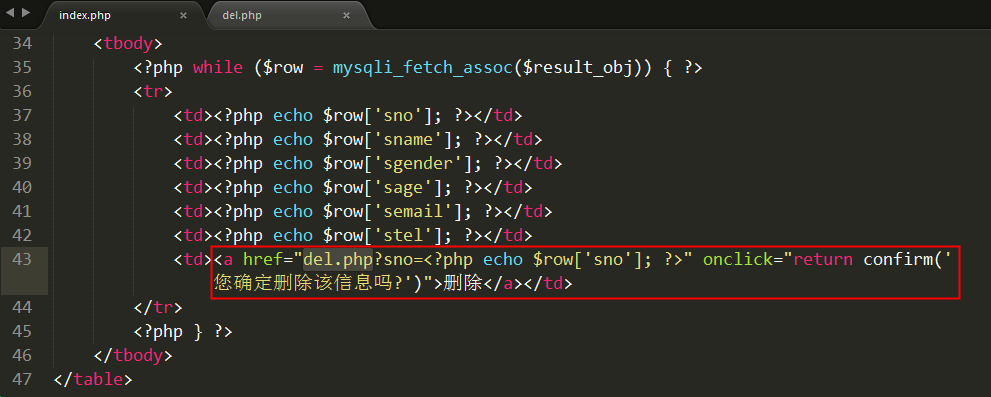 index.php × del.php ×
34 <tbody>
35 <?php while ($row = mysqli_fetch_assoc($result_obj)) { ?>
36 <tr>
37 <td><?php echo $row['sno']; ?></td>
38 <td><?php echo $row['sname']; ?></td>
39 <td><?php echo $row['sgender']; ?></td>
40 <td><?php echo $row['sage']; ?></td>
41 <td><?php echo $row['semail']; ?></td>
42 <td><?php echo $row['stel']; ?></td>
43 <td><a href="del.php?sno=<?php echo $row['sno']; ?>" onclick="return confirm('
您确定删除该信息吗?')">删除</a></td>
44 </tr>
45 <?php } ?>
46 </tbody>
47 </table>